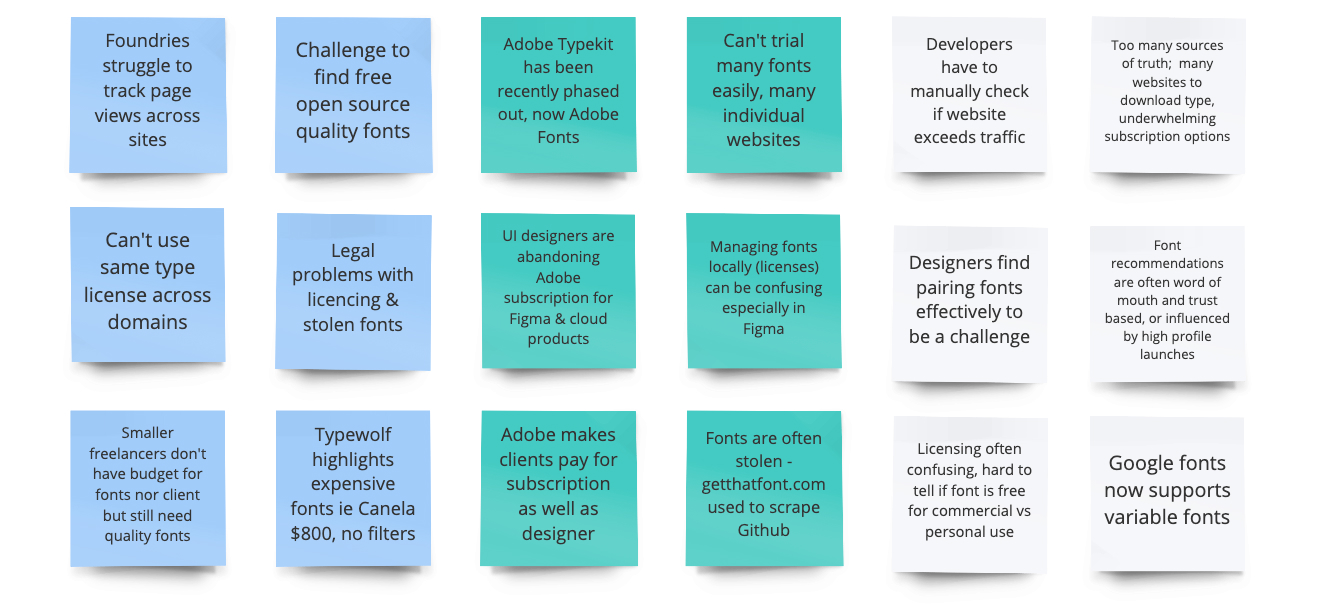 Foundries
struggle to
track page
views across
sites
Challenge to
find free
open source
quality fonts
Adobe Typekit
has been
recently phased
out, now Adobe
Fonts
Can't trial
many fonts
easily, many
individual
websites
Developers
have to
manually check
if website
exceeds traffic
Too many sources
of truth; many
websites to
download type,
underwhelming
subscription options
Can't use
same type
license across
domains
Legal
problems with
licencing &
stolen fonts
UI designers are
abandoning
Adobe
subscription for
Figma & cloud
products
Managing fonts
locally (licenses)
can be confusing
especially in
Figma
Designers find
pairing fonts
effectively to
be a challenge
Font
recommendations
are often word of
mouth and trust
based, or influenced
by high profile
launches
Smaller
freelancers don't
have budget for
fonts nor client
but still need
quality fonts
Typewolf
highlights
expensive
fonts ie Canela
$800, no filters
Adobe makes
clients pay for
subscription
as well as
designer
Fonts are often
stolen -
getthatfont.com
used to scrape
Github
Licensing often
confusing, hard to
tell if font is free
for commercial vs
personal use
Google fonts
now supports
variable fonts